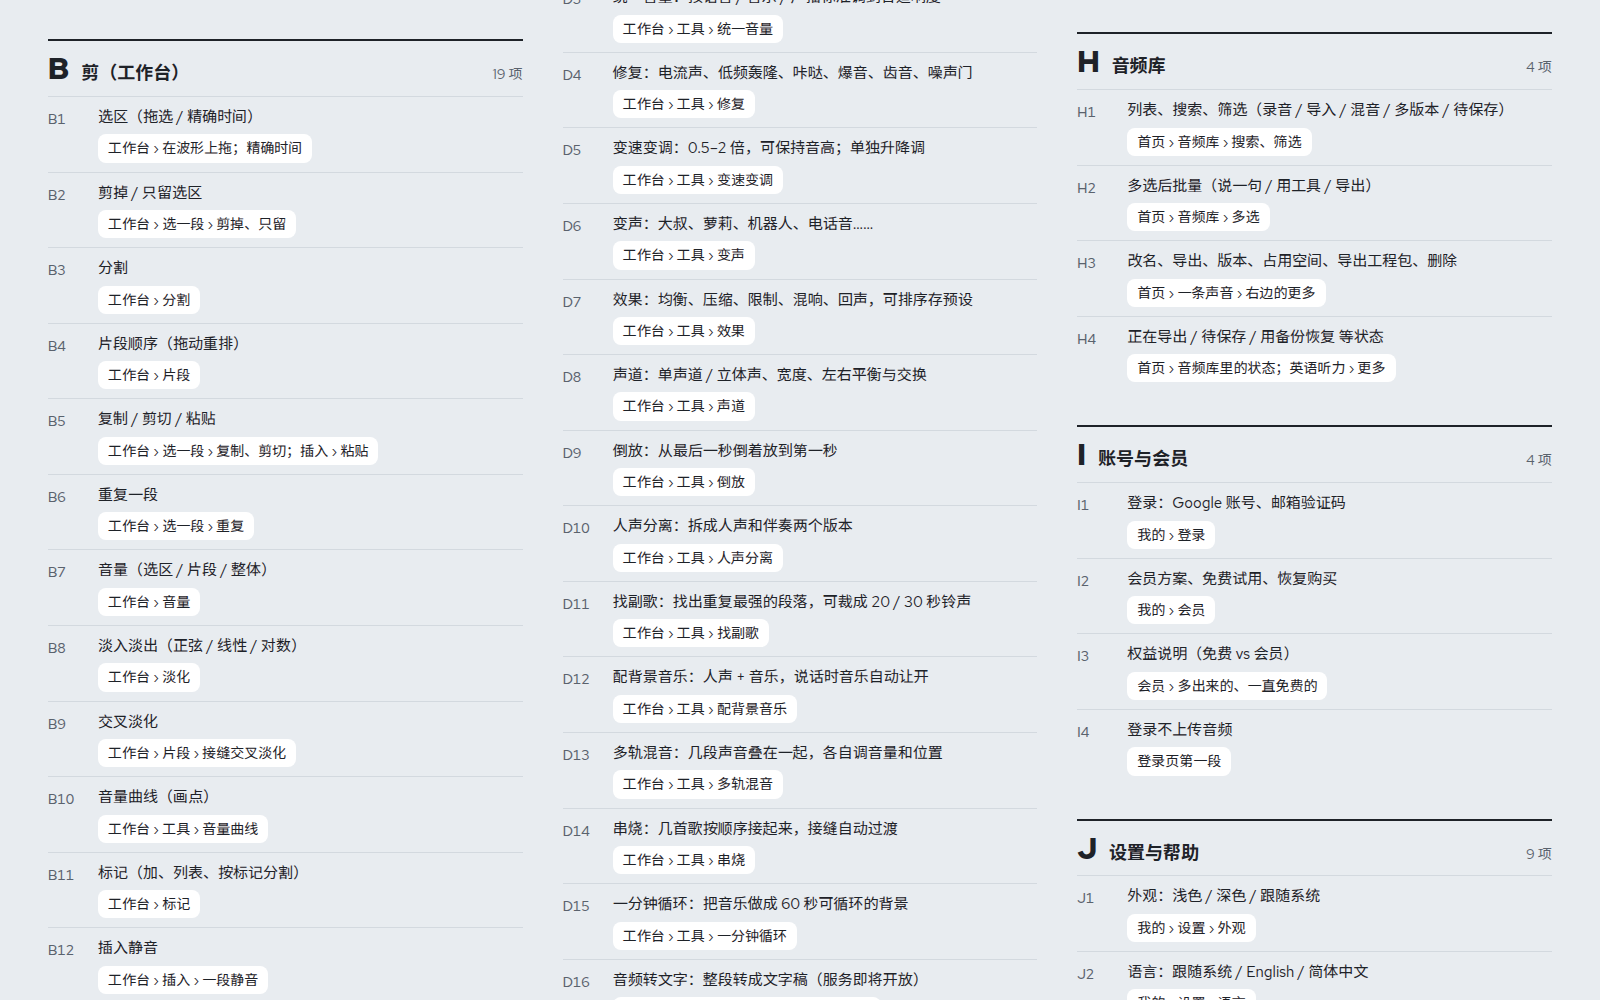 B 剪（工作台） 19 项
B1 选区（拖选 / 精确时间）
工作台 › 在波形上拖；精确时间
B2 剪掉 / 只留选区
工作台 › 选一段 › 剪掉、只留
B3 分割
工作台 › 分割
B4 片段顺序（拖动重排）
工作台 › 片段
B5 复制 / 剪切 / 粘贴
工作台 › 选一段 › 复制、剪切；插入 › 粘贴
B6 重复一段
工作台 › 选一段 › 重复
B7 音量（选区 / 片段 / 整体）
工作台 › 音量
B8 淡入淡出（正弦 / 线性 / 对数）
工作台 › 淡化
B9 交叉淡化
工作台 › 片段 › 接缝交叉淡化
B10 音量曲线（画点）
工作台 › 工具 › 音量曲线
B11 标记（加、列表、按标记分割）
工作台 › 标记
B12 插入静音
工作台 › 插入 › 一段静音
工作台 › 工具 › 统一音量
D4 修复：电流声、低频轰隆、咔哒、爆音、齿音、噪声门
工作台 › 工具 › 修复
D5 变速变调：0.5–2 倍，可保持音高；单独升降调
工作台 › 工具 › 变速变调
D6 变声：大叔、萝莉、机器人、电话音……
工作台 › 工具 › 变声
D7 效果：均衡、压缩、限制、混响、回声，可排序存预设
工作台 › 工具 › 效果
D8 声道：单声道 / 立体声、宽度、左右平衡与交换
工作台 › 工具 › 声道
D9 倒放：从最后一秒倒着放到第一秒
工作台 › 工具 › 倒放
D10 人声分离：拆成人声和伴奏两个版本
工作台 › 工具 › 人声分离
D11 找副歌：找出重复最强的段落，可裁成 20 / 30 秒铃声
工作台 › 工具 › 找副歌
D12 配背景音乐：人声 + 音乐，说话时音乐自动让开
工作台 › 工具 › 配背景音乐
D13 多轨混音：几段声音叠在一起，各自调音量和位置
工作台 › 工具 › 多轨混音
D14 串烧：几首歌按顺序接起来，接缝自动过渡
工作台 › 工具 › 串烧
D15 一分钟循环：把音乐做成 60 秒可循环的背景
工作台 › 工具 › 一分钟循环
D16 音频转文字：整段转成文字稿（服务即将开放）
H 音频库 4 项
H1 列表、搜索、筛选（录音 / 导入 / 混音 / 多版本 / 待保存）
首页 › 音频库 › 搜索、筛选
H2 多选后批量（说一句 / 用工具 / 导出）
首页 › 音频库 › 多选
H3 改名、导出、版本、占用空间、导出工程包、删除
首页 › 一条声音 › 右边的更多
H4 正在导出 / 待保存 / 用备份恢复 等状态
首页 › 音频库里的状态；英语听力 › 更多
I 账号与会员 4 项
I1 登录：Google 账号、邮箱验证码
我的 › 登录
I2 会员方案、免费试用、恢复购买
我的 › 会员
I3 权益说明（免费 vs 会员）
会员 › 多出来的、一直免费的
I4 登录不上传音频
登录页第一段
J 设置与帮助 9 项
J1 外观：浅色 / 深色 / 跟随系统
我的 › 设置 › 外观
J2 语言：跟随系统 / English / 简体中文